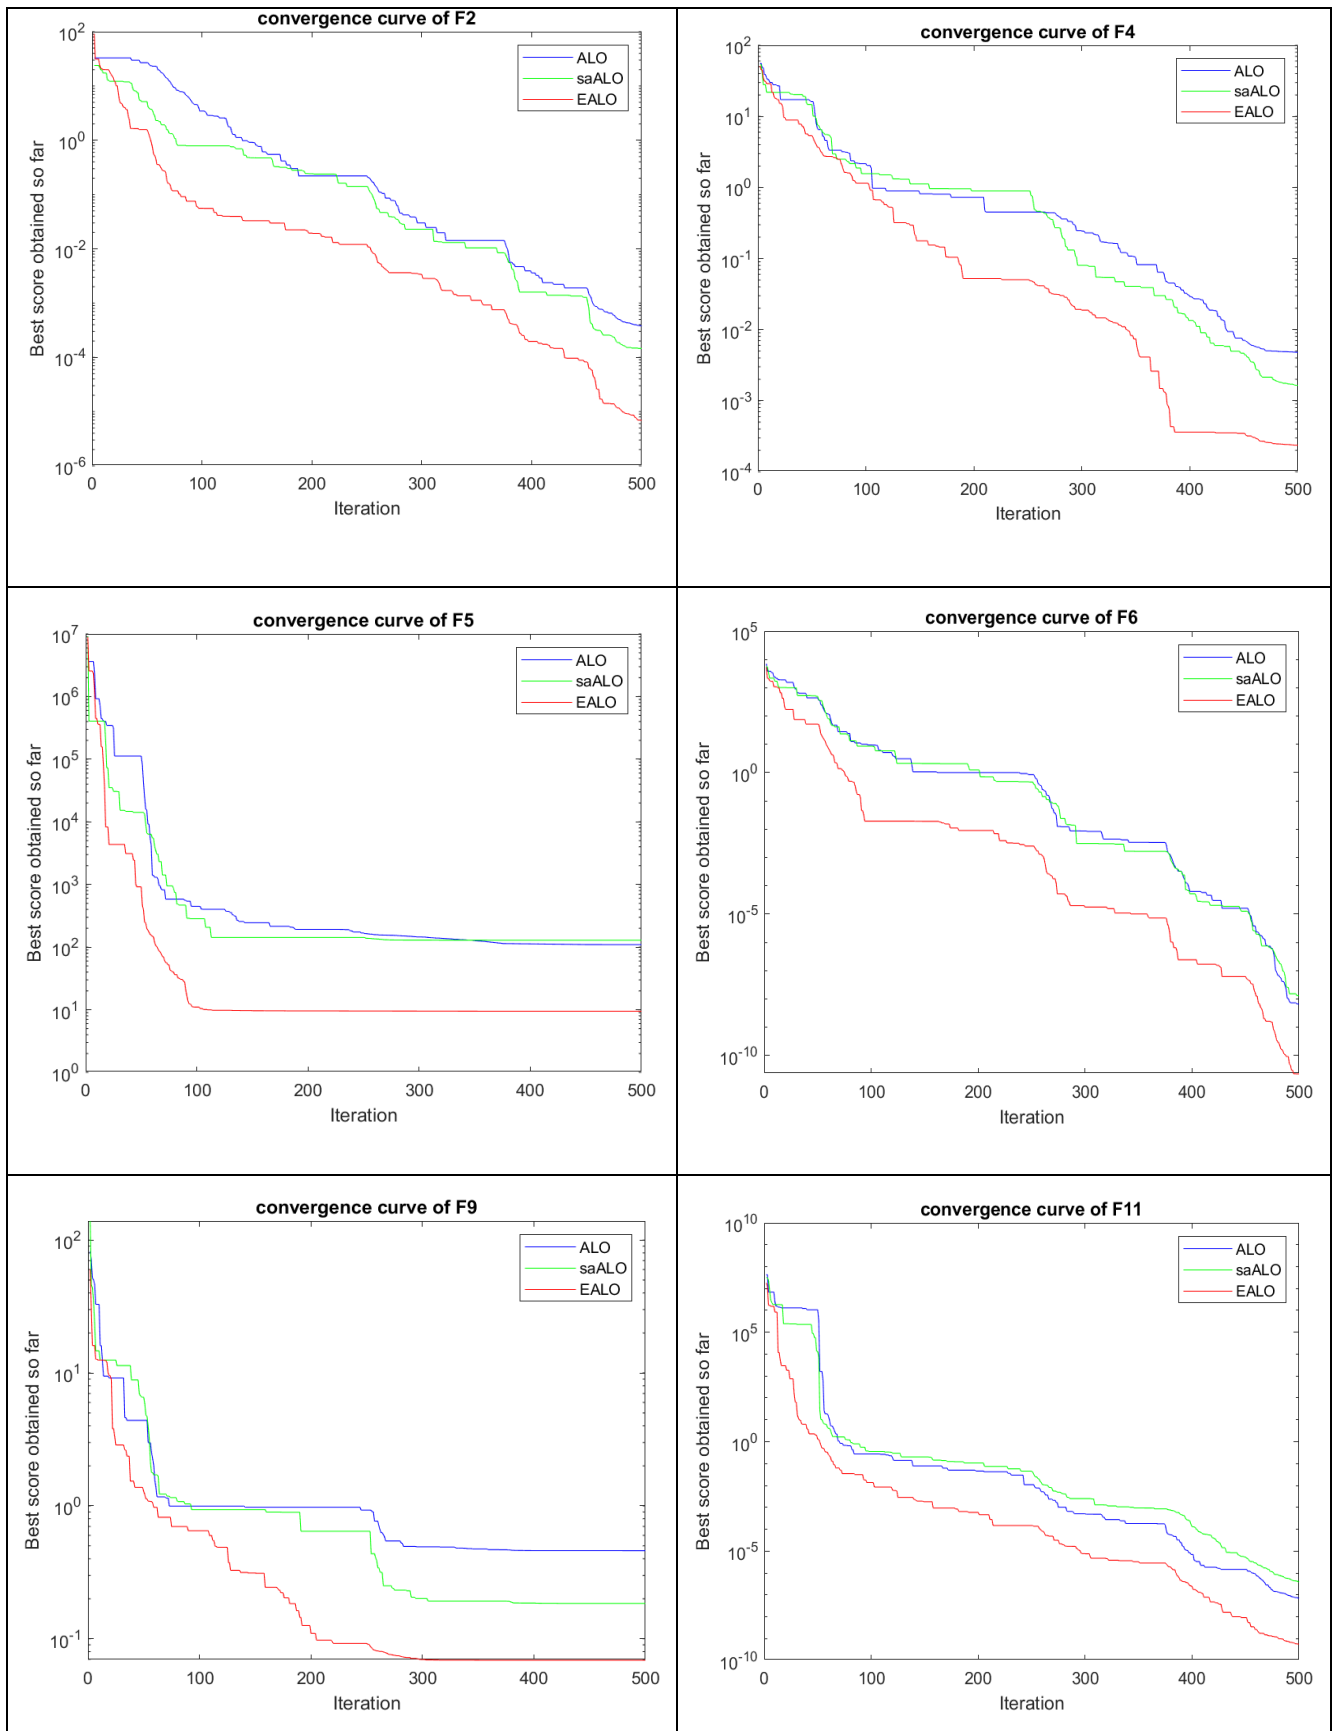 convergence curve of F2
Best score obtained so far
10^2
10^0
10^-2
10^-4
10^-6
ALO
saALO
EALO
0 100 200 300 400 500
Iteration
convergence curve of F4
Best score obtained so far
10^2
10^1
10^0
10^-1
10^-2
10^-3
10^-4
ALO
saALO
EALO
0 100 200 300 400 500
Iteration
convergence curve of F5
Best score obtained so far
10^7
10^6
10^5
10^4
10^3
10^2
10^1
10^0
ALO
saALO
EALO
0 100 200 300 400 500
Iteration
convergence curve of F6
Best score obtained so far
10^5
10^0
10^-5
10^-10
ALO
saALO
EALO
0 100 200 300 400 500
Iteration
convergence curve of F9
Best score obtained so far
10^2
10^1
10^0
10^-1
ALO
saALO
EALO
0 100 200 300 400 500
Iteration
convergence curve of F11
Best score obtained so far
10^10
10^5
10^0
10^-5
10^-10
ALO
saALO
EALO
0 100 200 300 400 500
Iteration